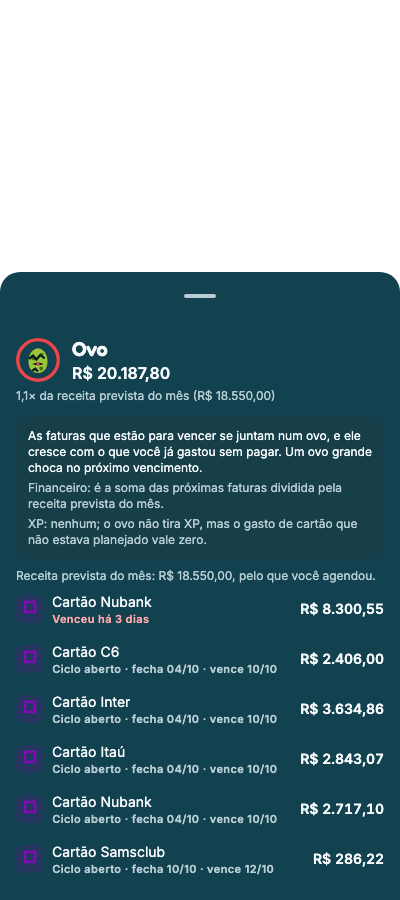 Ovo
R$ 20.187,80
1,1× da receita prevista do mês (R$ 18.550,00)
As faturas que estão para vencer se juntam num ovo, e ele
cresce com o que você já gastou sem pagar. Um ovo grande
choca no próximo vencimento.
Financeiro: é a soma das próximas faturas dividida pela
receita prevista do mês.
XP: nenhum; o ovo não tira XP, mas o gasto de cartão que
não estava planejado vale zero.
Receita prevista do mês: R$ 18.550,00, pelo que você agendou.
Cartão Nubank
R$ 8.300,55
Venceu há 3 dias
Cartão C6
R$ 2.406,00
Ciclo aberto · fecha 04/10 · vence 10/10
Cartão Inter
R$ 3.634,86
Ciclo aberto · fecha 04/10 · vence 10/10
Cartão Itaú
R$ 2.843,07
Ciclo aberto · fecha 04/10 · vence 10/10
Cartão Nubank
R$ 2.717,10
Ciclo aberto · fecha 04/10 · vence 10/10
Cartão Samsclub
R$ 286,22
Ciclo aberto · fecha 10/10 · vence 12/10